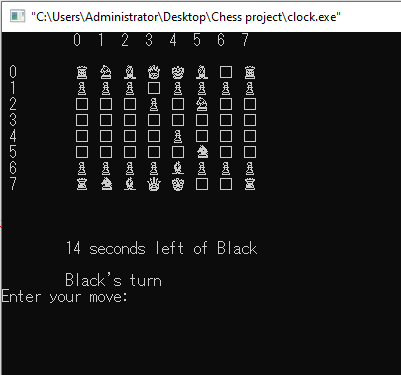 "C:\Users\Administrator\Desktop\Chess project\clock.exe"
0 1 2 3 4 5 6 7
0
1
2
3
4
5
6
7
14 seconds left of Black
Black's turn
Enter your move: